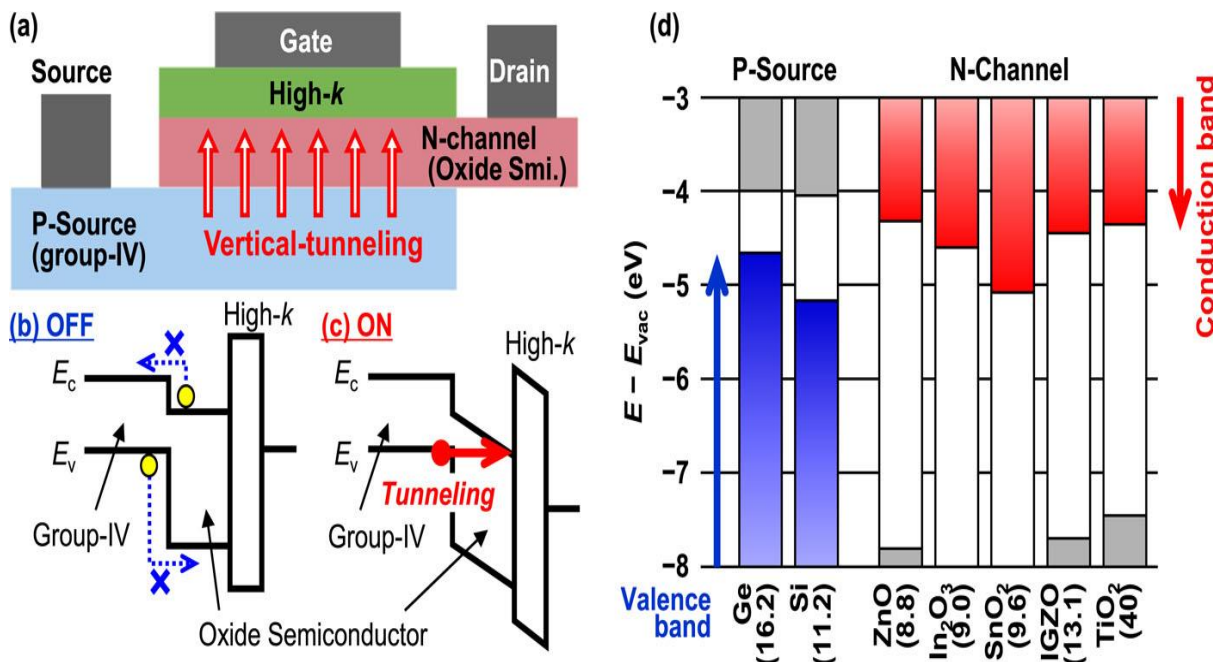 (a)
Gate
Source
Drain
High-k
N-channel
(Oxide Smi.)
P-Source
(group-IV)
Vertical-tunneling
(b) OFF
High-k
Ec
Ev
Group-IV
Oxide Semiconductor
(c) ON
High-k
Ec
Ev
Tunneling
Group-IV
(d)
P-Source
N-Channel
−3
−4
−5
−6
−7
−8
E − Evac (eV)
Conduction band
Valence
band
Ge
(16.2)
Si
(11.2)
ZnO
(8.8)
In2O3
(9.0)
SnO2
(9.6)
IGZO
(13.1)
TiO2
(40)